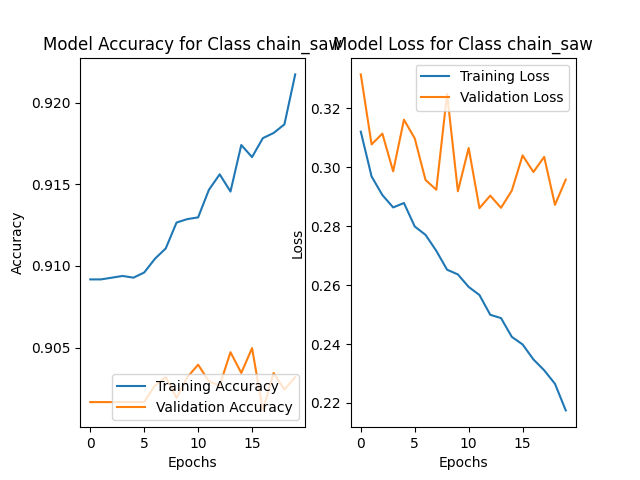 Model Accuracy for Class chain_saw
Model Loss for Class chain_saw
Accuracy
0.920
0.915
0.910
0.905
0
5
10
15
Epochs
Training Accuracy
Validation Accuracy
Loss
0.32
0.30
0.28
0.26
0.24
0.22
0
5
10
15
Epochs
Training Loss
Validation Loss